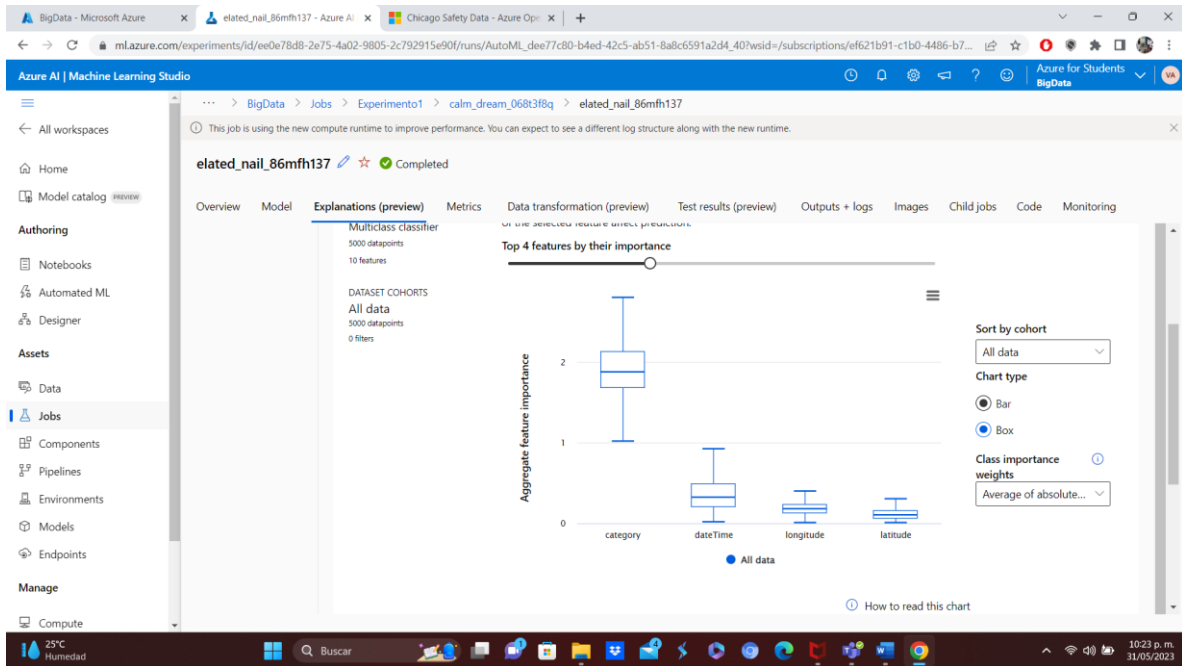 BigData - Microsoft Azure
elated_nail_86mfh137 - Azure AI
Chicago Safety Data - Azure Ope
ml.azure.com/experiments/id/ee0e78d8-2e75-4a02-9805-2c792915e90f/runs/AutoML_dee77c80-b4ed-42c5-ab51-8a8c6591a2d4_40?wsid=/subscriptions/ef621b91-c1b0-4486-b7...
Azure AI | Machine Learning Studio
Azure for Students
BigData
VA
All workspaces
Home
Model catalog PREVIEW
Authoring
Notebooks
Automated ML
Designer
Assets
Data
Jobs
Components
Pipelines
Environments
Models
Endpoints
Manage
Compute
··· > BigData > Jobs > Experimento1 > calm_dream_068t3f8q > elated_nail_86mfh137
This job is using the new compute runtime to improve performance. You can expect to see a different log structure along with the new runtime.
elated_nail_86mfh137 Completed
Overview Model Explanations (preview) Metrics Data transformation (preview) Test results (preview) Outputs + logs Images Child jobs Code Monitoring
Multiclass classifier
5000 datapoints
10 features
DATASET COHORTS
All data
5000 datapoints
0 filters
of the selected feature affect prediction.
Top 4 features by their importance
Aggregate feature importance
2
1
0
category dateTime longitude latitude
All data
Sort by cohort
All data
Chart type
Bar
Box
Class importance
weights
Average of absolute...
How to read this chart
25°C
Humedad
Buscar
10:23 p. m.
31/05/2023